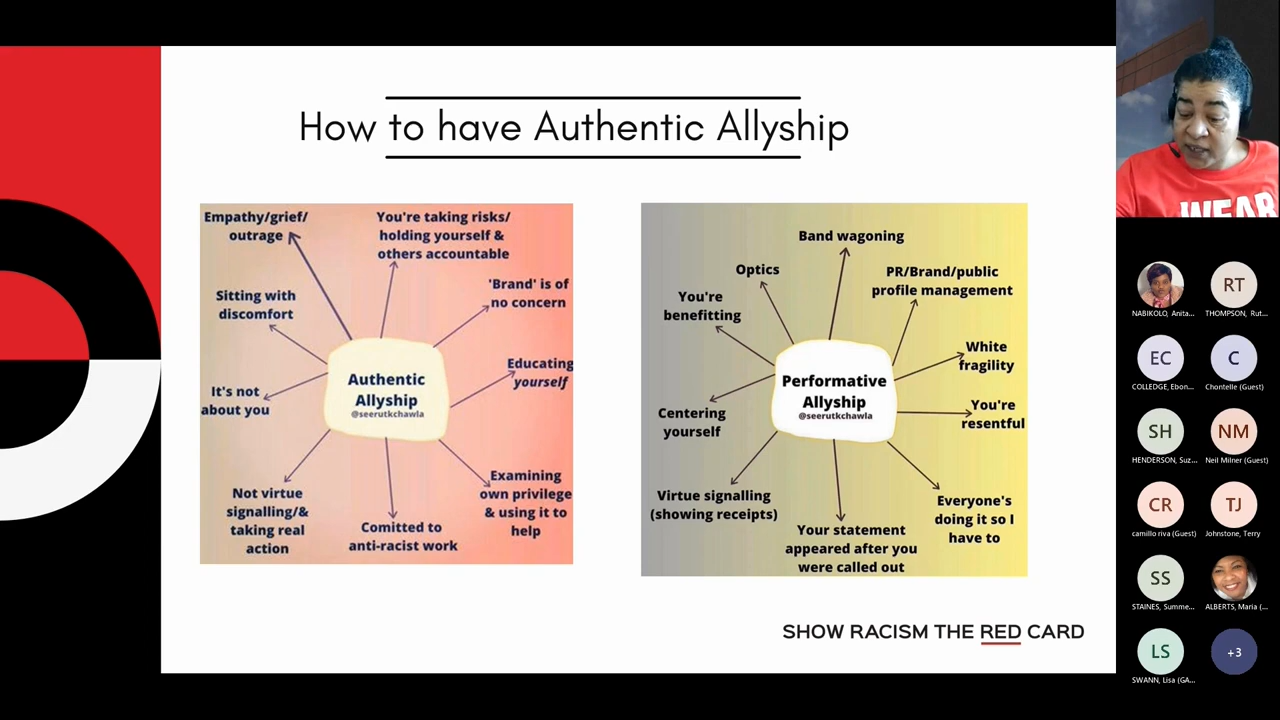 How to have Authentic Allyship
Empathy/grief/
outrage
You're taking risks/
holding yourself &
others accountable
'Brand' is of
no concern
Sitting with
discomfort
Educating
yourself
It's not
about you
Authentic
Allyship
@seerutkchawla
Examining
own privilege
& using it to
help
Not virtue
signalling/&
taking real
action
Comitted to
anti-racist work
Band wagoning
Optics
PR/Brand/public
profile management
You're
benefitting
White
fragility
Performative
Allyship
@seerutkchawla
You're
resentful
Centering
yourself
Virtue signalling
(showing receipts)
Everyone's
doing it so I
have to
Your statement
appeared after you
were called out
SHOW RACISM THE RED CARD
WEAR
NABIKOLO, Anita...
RT
THOMPSON, Rut...
EC
COLLEDGE, Ebon...
C
Chontelle (Guest)
SH
HENDERSON, Suz...
NM
Neil Milner (Guest)
CR
camillo riva (Guest)
TJ
Johnstone, Terry
SS
STAINES, Summe...
ALBERTS, Maria (...
LS
SWANN, Lisa (GA...
+3